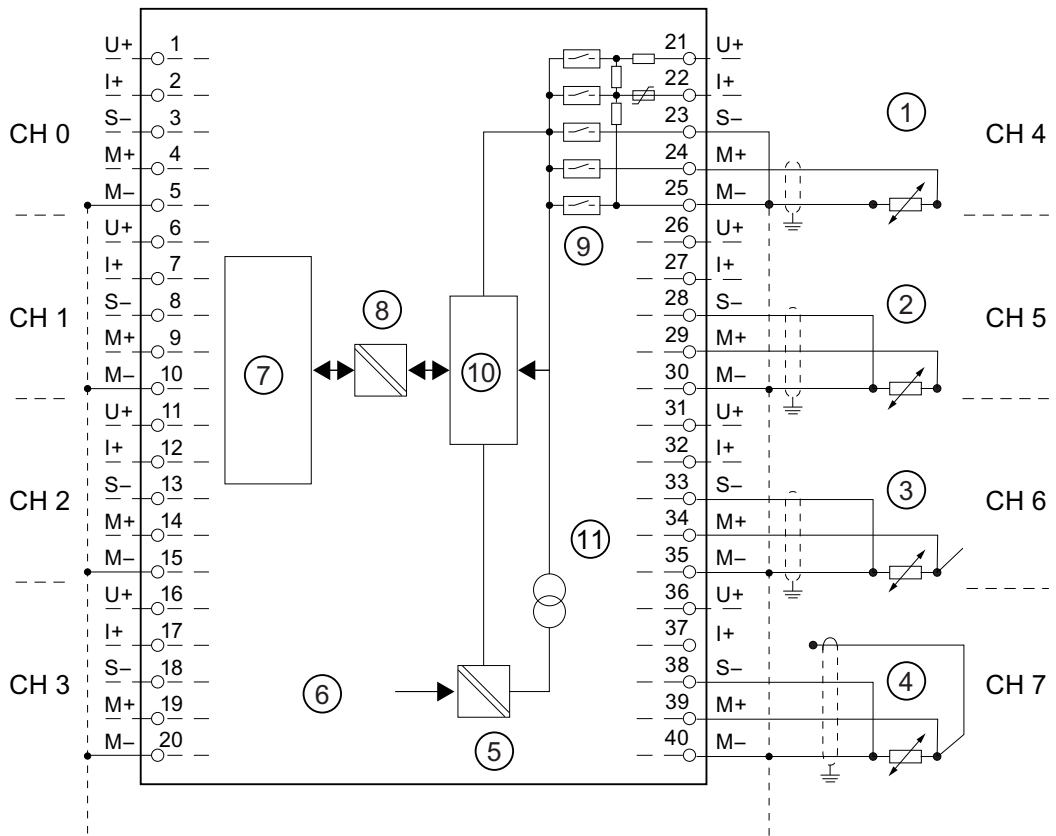 U+ 1
I+ 2
S– 3
CH 0
M+ 4
M– 5
U+ 6
I+ 7
S– 8
CH 1
M+ 9
M– 10
U+ 11
I+ 12
S– 13
CH 2
M+ 14
M– 15
U+ 16
I+ 17
S– 18
CH 3
M+ 19
M– 20
7
8
10
9
11
6
5
21 U+
22 I+
23 S–
24 M+
25 M–
1
CH 4
26 U+
27 I+
28 S–
29 M+
30 M–
2
CH 5
31 U+
32 I+
33 S–
34 M+
35 M–
3
CH 6
36 U+
37 I+
38 S–
39 M+
40 M–
4
CH 7